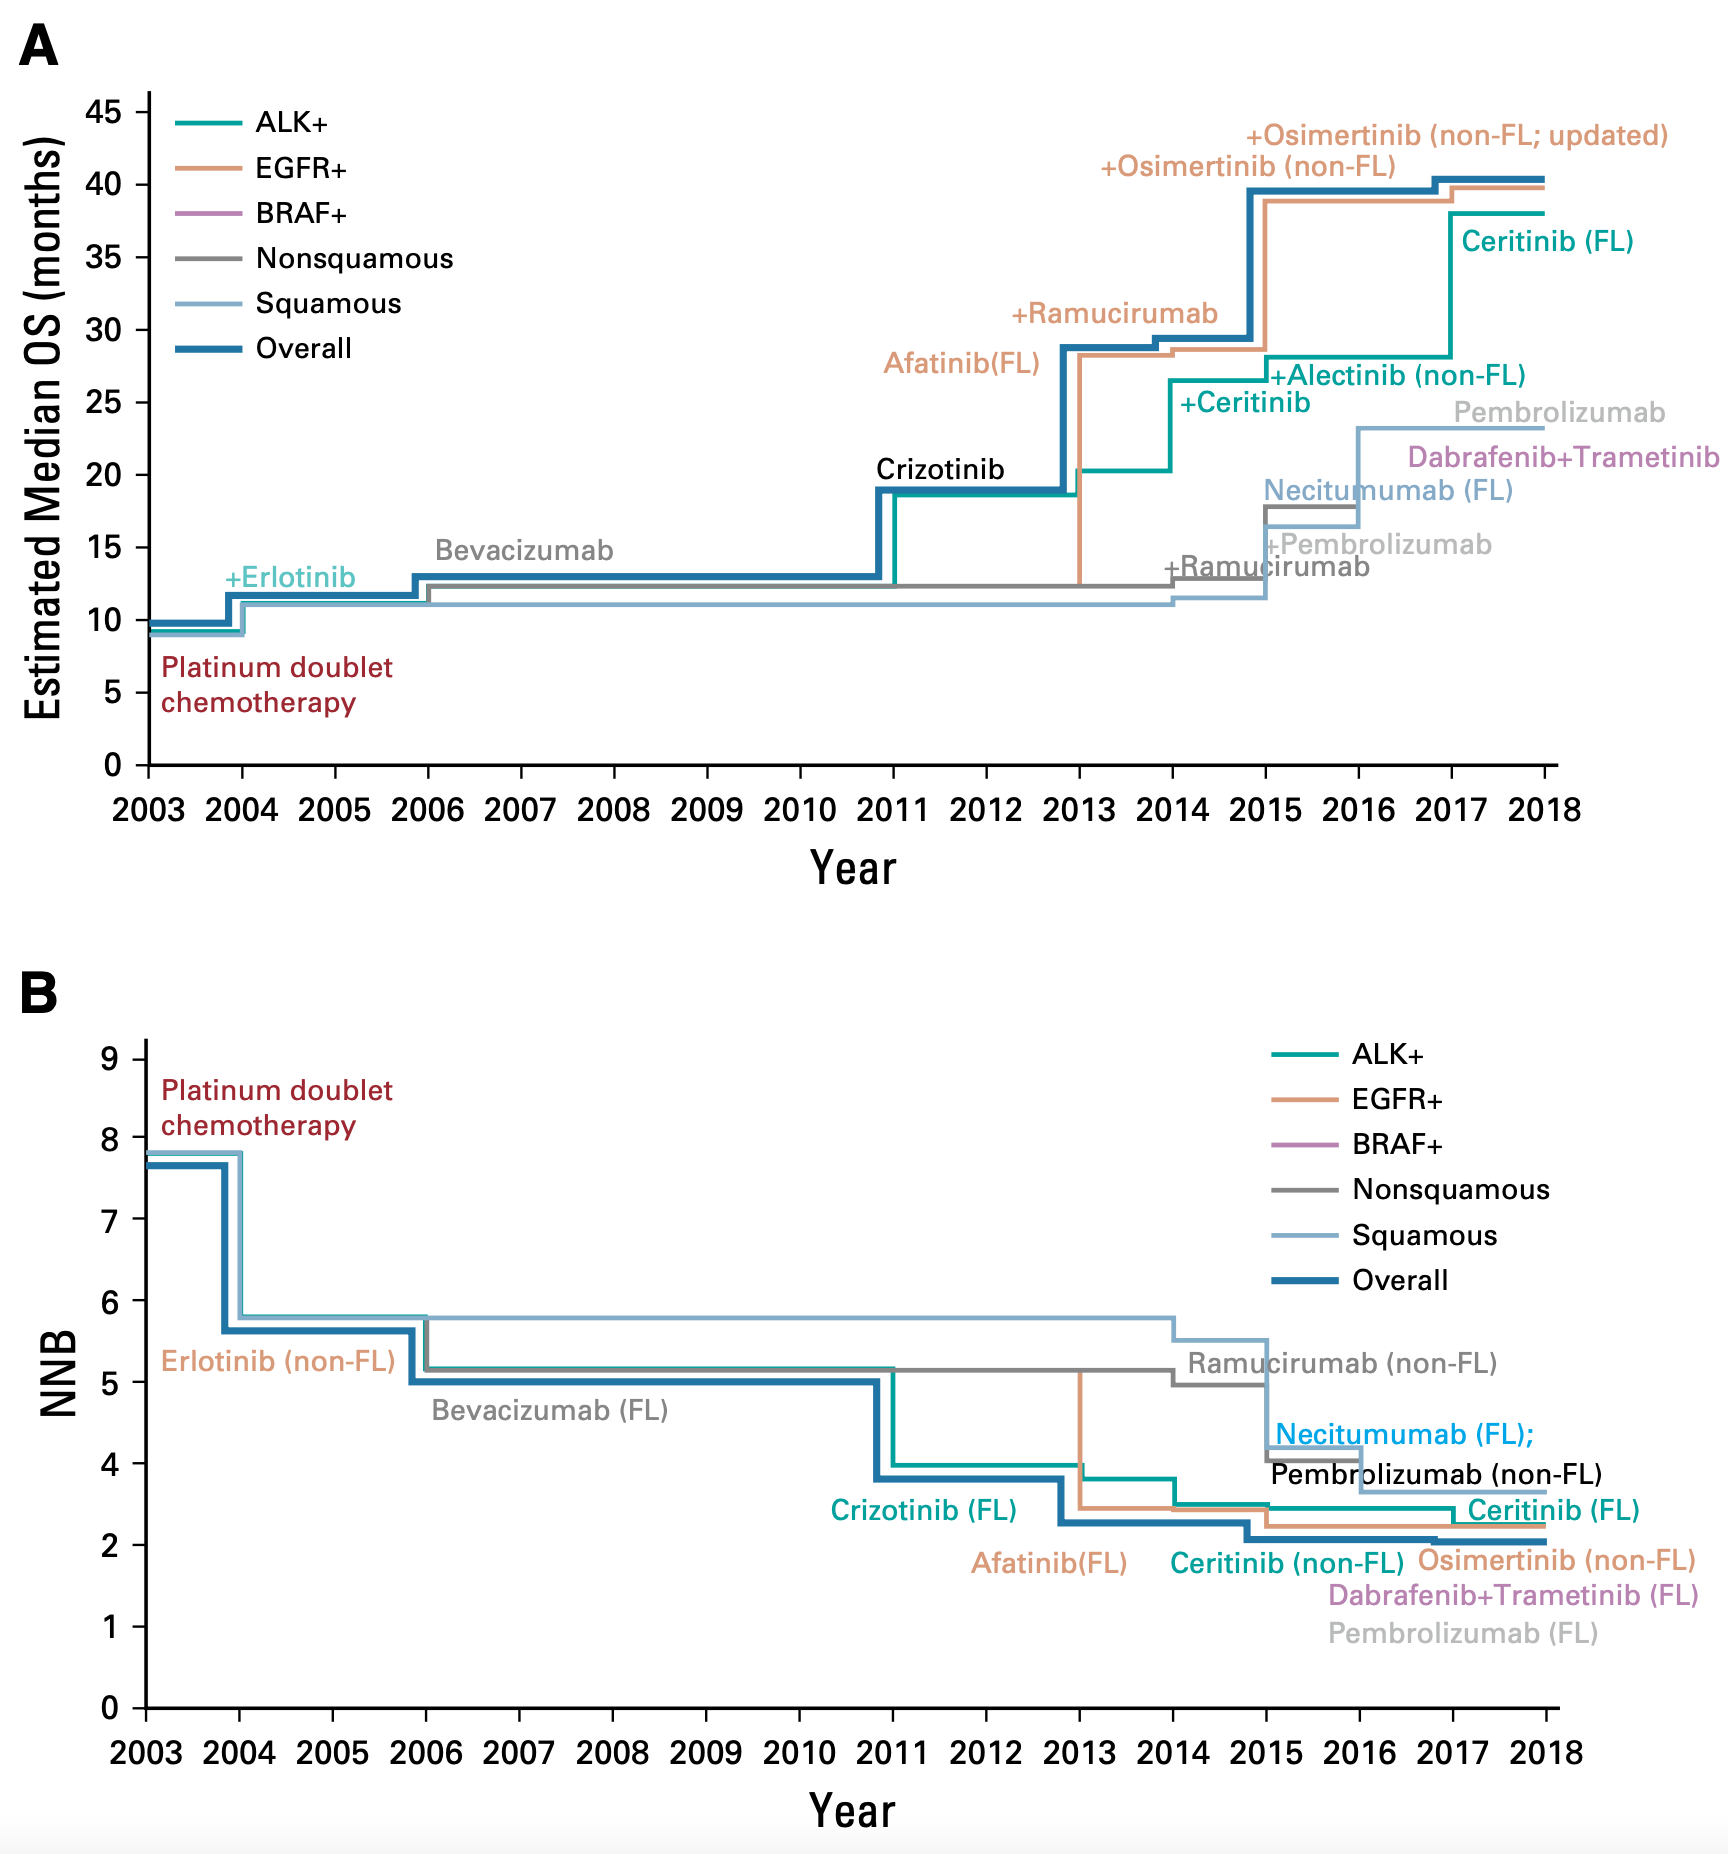 A
Estimated Median OS (months)
45
40
35
30
25
20
15
10
5
0
ALK+
EGFR+
BRAF+
Nonsquamous
Squamous
Overall
+Osimertinib (non-FL; updated)
+Osimertinib (non-FL)
Ceritinib (FL)
+Ramucirumab
Afatinib(FL)
+Alectinib (non-FL)
+Ceritinib
Pembrolizumab
Dabrafenib+Trametinib
Crizotinib
Necitumumab (FL)
+Pembrolizumab
Bevacizumab
+Ramucirumab
+Erlotinib
Platinum doublet
chemotherapy
2003 2004 2005 2006 2007 2008 2009 2010 2011 2012 2013 2014 2015 2016 2017 2018
Year
B
NNB
9
8
7
6
5
4
2
1
0
Platinum doublet
chemotherapy
ALK+
EGFR+
BRAF+
Nonsquamous
Squamous
Overall
Erlotinib (non-FL)
Ramucirumab (non-FL)
Bevacizumab (FL)
Necitumumab (FL);
Pembrolizumab (non-FL)
Crizotinib (FL)
Ceritinib (FL)
Afatinib(FL)
Ceritinib (non-FL)
Osimertinib (non-FL)
Dabrafenib+Trametinib (FL)
Pembrolizumab (FL)
2003 2004 2005 2006 2007 2008 2009 2010 2011 2012 2013 2014 2015 2016 2017 2018
Year